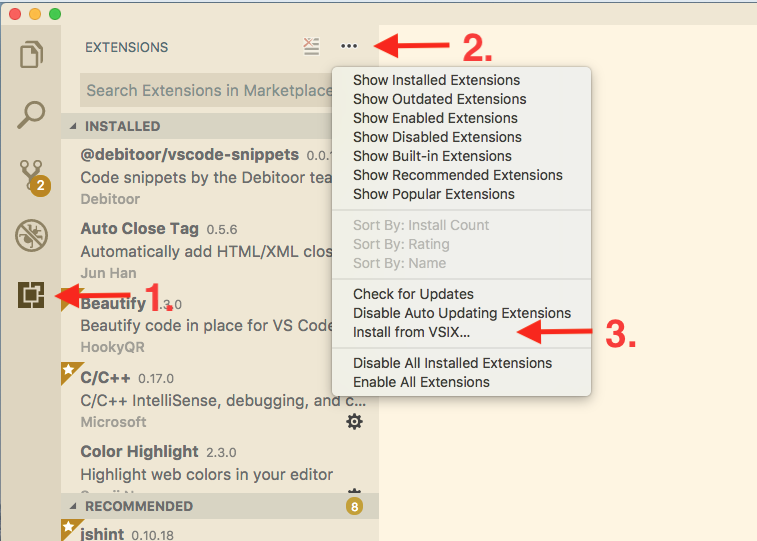 EXTENSIONS
2.
Search Extensions in Marketplace
INSTALLED
@debitoor/vscode-snippets 0.0.
Code snippets by the Debitoor tea
Debitoor
Auto Close Tag 0.5.6
Automatically add HTML/XML clos
Jun Han
1.
Beautify .3.0
Beautify code in place for VS Code
HookyQR
C/C++ 0.17.0
C/C++ IntelliSense, debugging, and c...
Microsoft
Color Highlight 2.3.0
Highlight web colors in your editor
RECOMMENDED 8
jshint 0.10.18
2
Show Installed Extensions
Show Outdated Extensions
Show Enabled Extensions
Show Disabled Extensions
Show Built-in Extensions
Show Recommended Extensions
Show Popular Extensions
Sort By: Install Count
Sort By: Rating
Sort By: Name
Check for Updates
Disable Auto Updating Extensions
Install from VSIX...
3.
Disable All Installed Extensions
Enable All Extensions